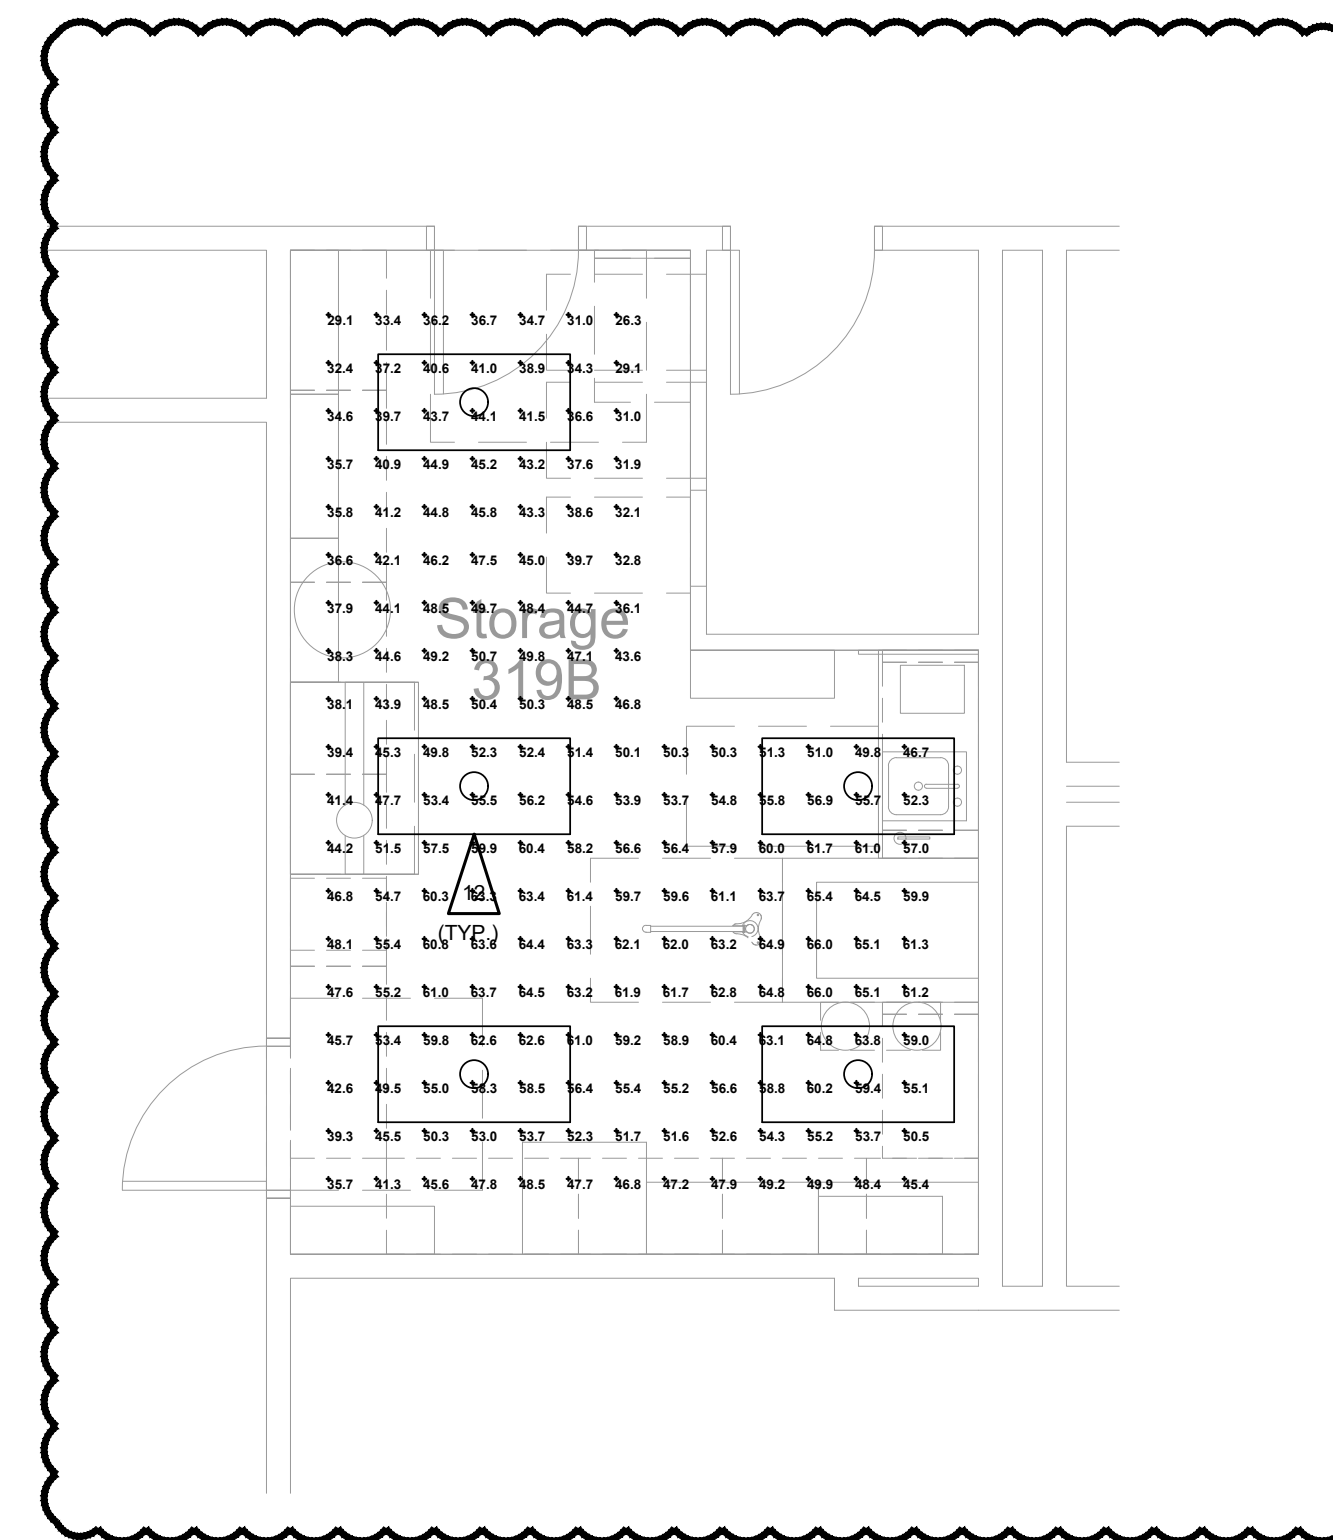 29.1 33.4 36.2 36.7 34.7 31.0 26.3
32.4 37.2 40.6 41.0 38.9 34.3 29.1
34.6 39.7 43.7 44.1 41.5 36.6 31.0
35.7 40.9 44.9 45.2 43.2 37.6 31.9
35.8 41.2 44.8 45.8 43.3 38.6 32.1
36.6 42.1 46.2 47.5 45.0 39.7 32.8
37.9 44.1 48.5 49.7 48.4 44.7 36.1
Storage
38.3 44.6 49.2 50.7 49.8 47.1 43.6
319B
38.1 43.9 48.5 50.4 50.3 48.5 46.8
39.4 45.3 49.8 52.3 52.4 51.4 50.1 50.3 50.3 51.3 51.0 49.8 46.7
41.4 47.7 53.4 55.5 56.2 54.6 53.9 53.7 54.8 55.8 56.9 55.7 52.3
44.2 51.5 57.5 59.9 60.4 58.2 56.6 56.4 57.9 60.0 61.7 61.0 57.0
46.8 54.7 60.3 63.3 63.4 61.4 59.7 59.6 61.1 63.7 65.4 64.5 59.9
12
(TYP.)
48.1 55.4 60.8 63.6 64.4 63.3 62.1 62.0 63.2 64.9 66.0 65.1 61.3
47.6 55.2 61.0 63.7 64.5 63.2 61.9 61.7 62.8 64.8 66.0 65.1 61.2
45.7 53.4 59.8 62.6 62.6 61.0 59.2 58.9 60.4 63.1 64.8 63.8 59.0
42.6 49.5 55.0 58.3 58.5 56.4 55.4 55.2 56.6 58.8 60.2 59.4 55.1
39.3 45.5 50.3 53.0 53.7 52.3 51.7 51.6 52.6 54.3 55.2 53.7 50.5
35.7 41.3 45.6 47.8 48.5 47.7 46.8 47.2 47.9 49.2 49.9 48.4 45.4